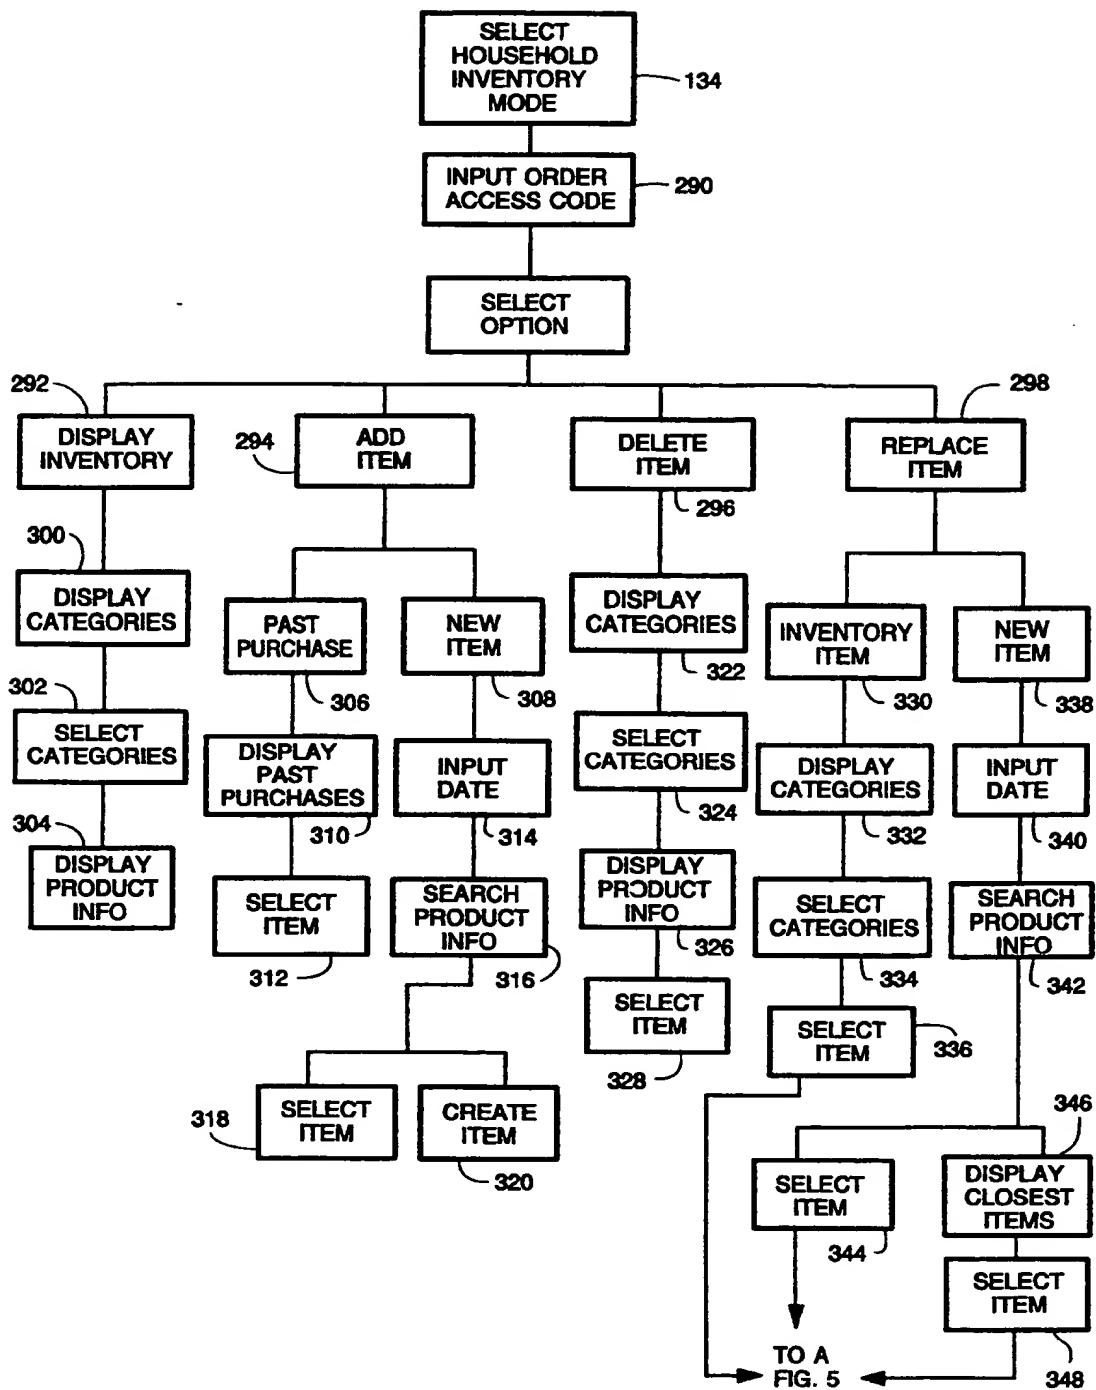 SELECT
HOUSEHOLD
INVENTORY
MODE
134
INPUT ORDER
ACCESS CODE
290
SELECT
OPTION
292
DISPLAY
INVENTORY
300
DISPLAY
CATEGORIES
302
SELECT
CATEGORIES
304
DISPLAY
PRODUCT
INFO
294
ADD
ITEM
PAST
PURCHASE
306
DISPLAY
PAST
PURCHASES
310
SELECT
ITEM
312
NEW
ITEM
308
INPUT
DATE
314
SEARCH
PRODUCT
INFO
316
318
SELECT
ITEM
CREATE
ITEM
320
DELETE
ITEM
296
DISPLAY
CATEGORIES
322
SELECT
CATEGORIES
324
DISPLAY
PRODUCT
INFO
326
SELECT
ITEM
328
298
REPLACE
ITEM
INVENTORY
ITEM
330
DISPLAY
CATEGORIES
332
SELECT
CATEGORIES
334
SELECT
ITEM
336
NEW
ITEM
338
INPUT
DATE
340
SEARCH
PRODUCT
INFO
342
SELECT
ITEM
344
346
DISPLAY
CLOSEST
ITEMS
SELECT
ITEM
348
TO A
FIG. 5